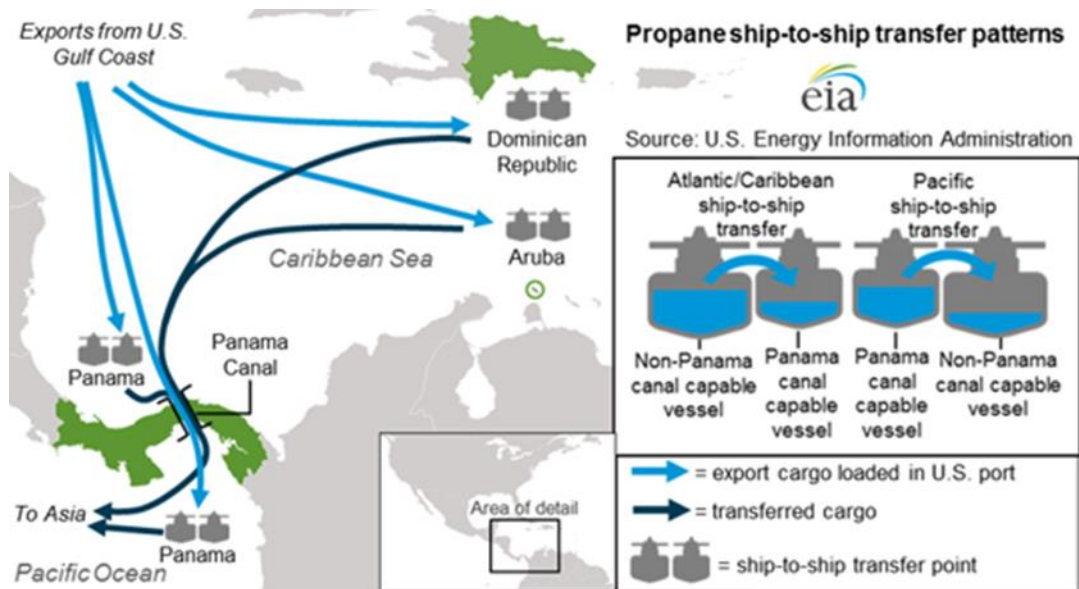 Exports from U.S.
Gulf Coast
Dominican
Republic
Aruba
Caribbean Sea
Panama
Canal
Panama
To Asia
Panama
Pacific Ocean
Area of detail
Propane ship-to-ship transfer patterns
eia
Source: U.S. Energy Information Administration
Atlantic/Caribbean
ship-to-ship
transfer
Pacific
ship-to-ship
transfer
Non-Panama
canal capable
vessel
Panama
canal
capable
vessel
Panama
canal
capable
vessel
Non-Panama
canal capable
vessel
= export cargo loaded in U.S. port
= transferred cargo
= ship-to-ship transfer point